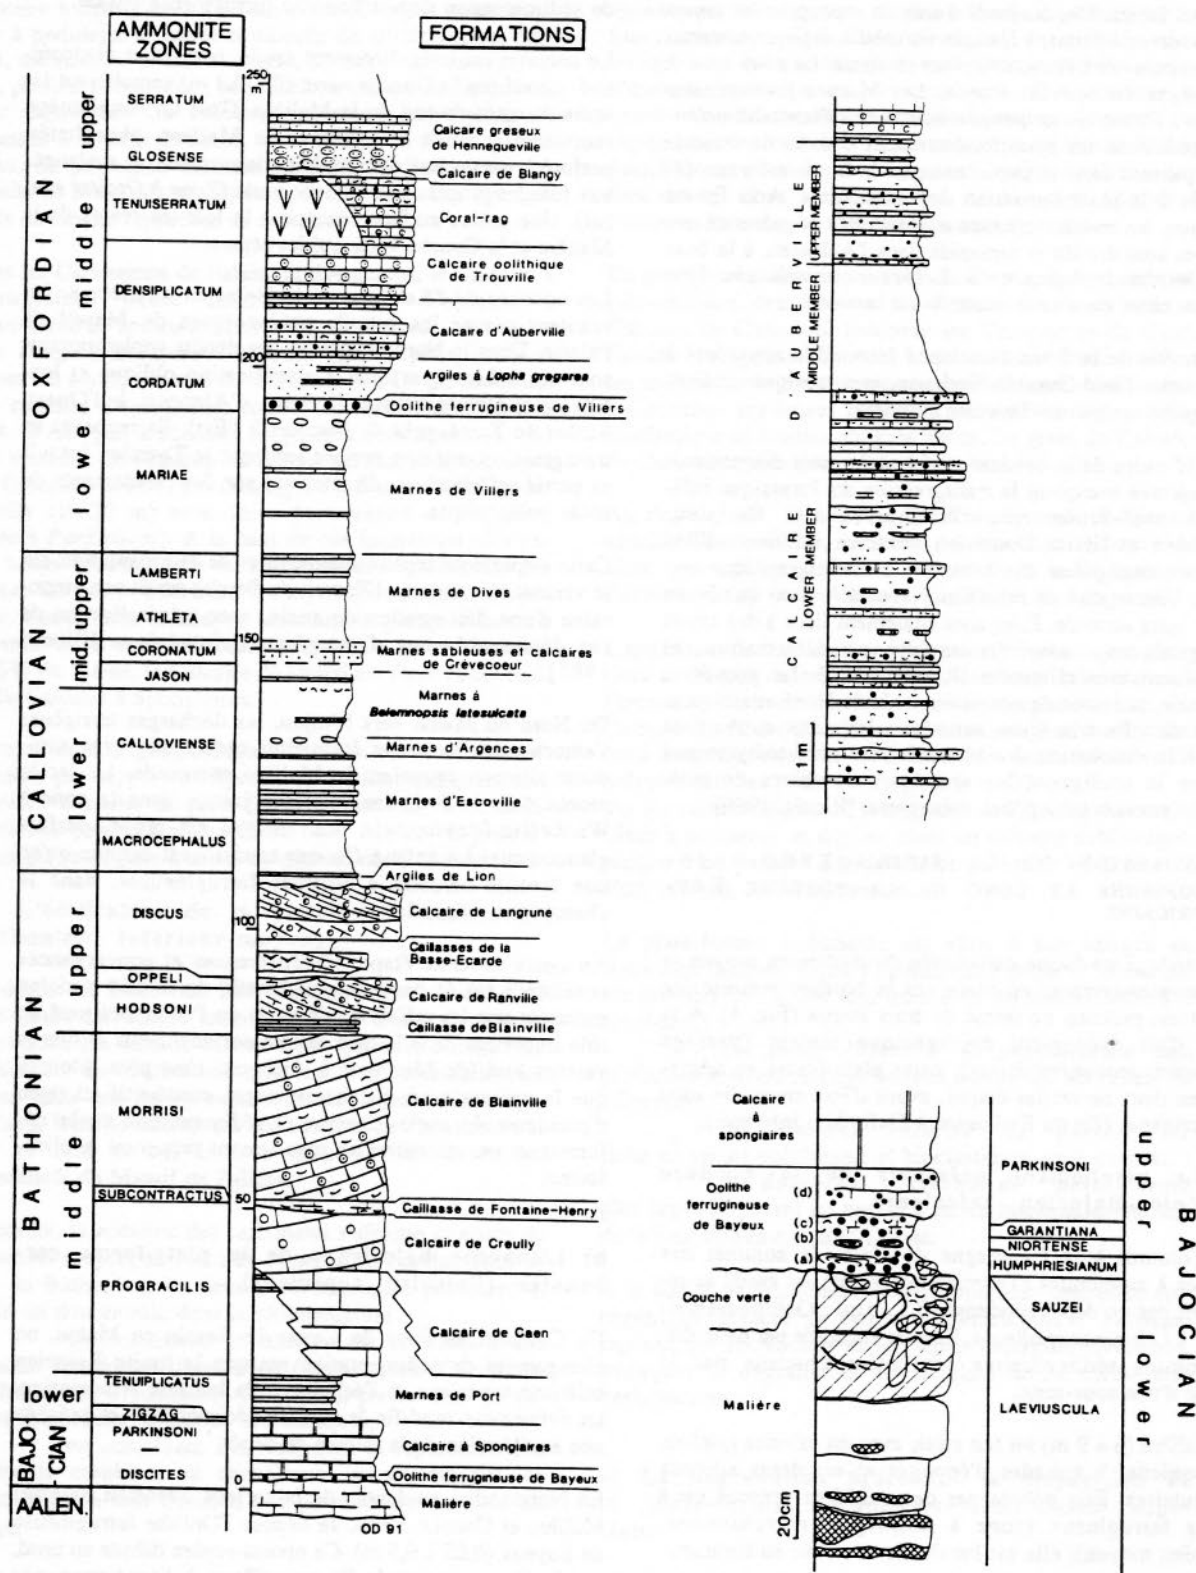 AMMONITE
ZONES
FORMATIONS
OXFORDIAN
upper
middle
lower
CALLOVIAN
upper
mid.
lower
BATHONIAN
upper
middle
lower
BAJO-
CIAN
AALEN.
SERRATUM
GLOSENSE
TENUISERRATUM
DENSIPLICATUM
CORDATUM
MARIAE
LAMBERTI
ATHLETA
CORONATUM
JASON
CALLOVIENSE
MACROCEPHALUS
DISCUS
OPPELI
HODSONI
MORRISI
SUBCONTRACTUS
PROGRACILIS
TENUIPLICATUS
ZIGZAG
PARKINSONI
DISCITES
250
m
200
150
100
50
0
Calcaire greseux
de Hennequeville
Calcaire de Blangy
Coral-rag
Calcaire oolithique
de Trouville
Calcaire d'Auberville
Argiles à Lopha gregarea
Oolithe ferrugineuse de Villers
Marnes de Villers
Marnes de Dives
Marnes sableuses et calcaires
de Crèvecoeur
Marnes à
Belemnopsis latesulcata
Marnes d'Argences
Marnes d'Escoville
Argiles de Lion
Calcaire de Langrune
Caillasses de la
Basse-Ecarde
Calcaire de Ranville
Caillasse de Blainville
Calcaire de Blainville
Caillasse de Fontaine-Henry
Calcaire de Creully
Calcaire de Caen
Marnes de Port
Calcaire à Spongiaires
Oolithe ferrugineuse de Bayeux
Malière
OD 91
CALCAIRE D'AUBERVILLE
UPPER MEMBER
MIDDLE MEMBER
LOWER MEMBER
1m
Calcaire
à
spongiaires
Oolithe
ferrugineuse
de Bayeux
(d)
(c)
(b)
(a)
Couche verte
Malière
20cm
PARKINSONI
GARANTIANA
NIORTENSE
HUMPHRIESIANUM
SAUZEI
LAEVIUSCULA
upper
lower
BAJOCIAN